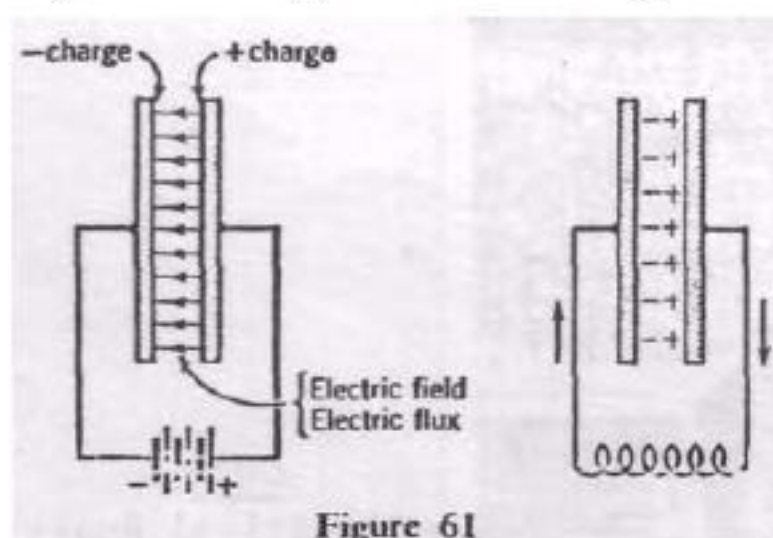 −charge
+charge
Electric field
Electric flux
− +
Figure 61